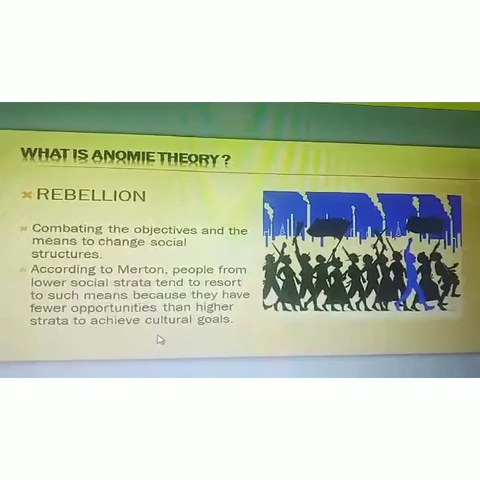 WHAT IS ANOMIE THEORY?
REBELLION
Combating the objectives and the
means to change social
structures.
According to Merton, people from
lower social strata tend to resort
to such means because they have
fewer opportunities than higher
strata to achieve cultural goals.